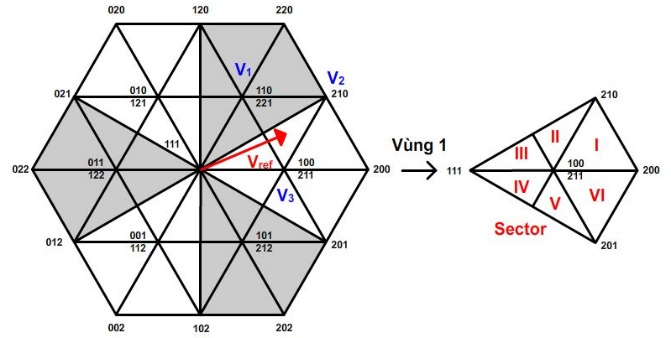 020 120 220
V1
V2
021 010 121 110 221 210
111
Vref
022 011 122 100 211 200
V3
012 001 112 101 212 201
002 102 202
Vùng 1
210
III II I
111 100 211 200
IV V VI
Sector
201